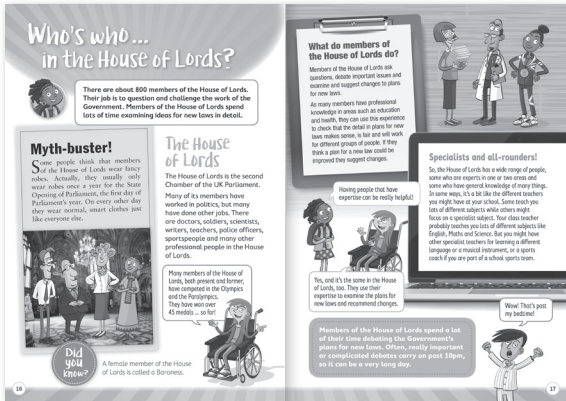 Who's who...
in the House of Lords?
There are about 800 members of the House of Lords.
Their job is to question and challenge the work of the
Government. Members of the House of Lords spend
lots of time examining ideas for new laws in detail.
Myth-buster!
Some people think that members
of the House of Lords wear fancy
robes. Actually, they usually only
wear robes once a year for the State
Opening of Parliament, the first day of
Parliament's year. On every other day
they wear normal, smart clothes just
like everyone else.
Did
you
know?
A female member of the House
of Lords is called a Baroness.
The House
of Lords
The House of Lords is the second
Chamber of the UK Parliament.
Many of its members have
worked in politics, but many
have done other jobs. There
are doctors, soldiers, scientists,
writers, teachers, police officers,
sportspeople and many other
professional people in the House
of Lords.
Many members of the House of
Lords, both present and former,
have competed in the Olympics
and the Paralympics.
They have won over
45 medals ... so far!
16
What do members of
the House of Lords do?
Members of the House of Lords ask
questions, debate important issues and
examine and suggest changes to plans
for new laws.
As many members have professional
knowledge in areas such as education
and health, they can use this experience
to check that the detail in plans for new
laws makes sense, is fair and will work
for different groups of people. If they
think a plan for a new law could be
improved they suggest changes.
Having people that have
expertise can be really helpful!
Yes, and it's the same in the House
of Lords, too. They use their
expertise to examine the plans for
new laws and recommend changes.
Specialists and all-rounders!
So, the House of Lords has a wide range of people,
some who are experts in one or two areas and
some who have general knowledge of many things.
In some ways, it's a bit like the different teachers
you might have at your school. Some teach you
lots of different subjects while others might
focus on a specialist subject. Your class teacher
probably teaches you lots of different subjects like
English, Maths and Science. But you might have
other specialist teachers for learning a different
language or a musical instrument, or a sports
coach if you are part of a school sports team.
Members of the House of Lords spend a lot
of their time debating the Government's
plans for new laws. Often, really important
or complicated debates carry on past 10pm,
so it can be a very long day.
Wow! That's past
my bedtime!
17